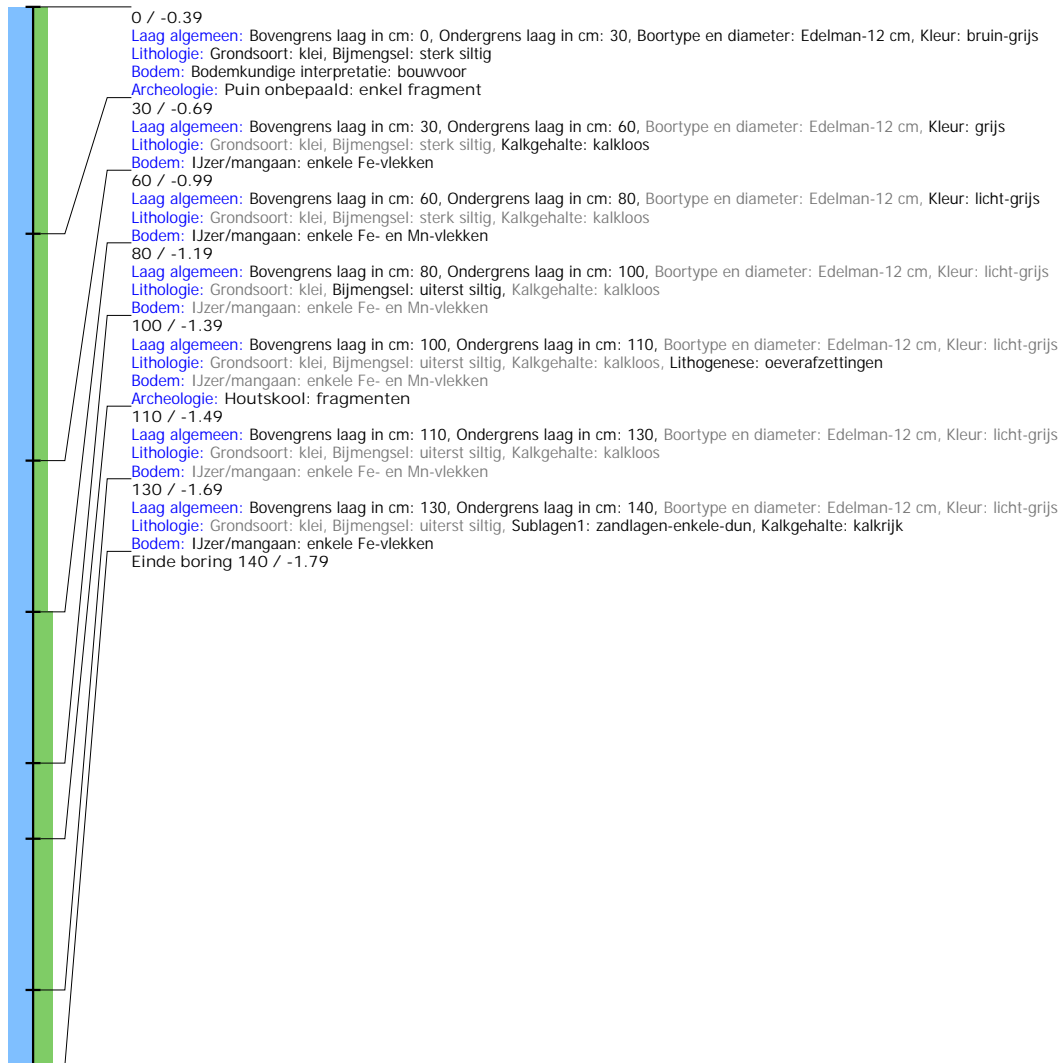 0 / -0.39
Laag algemeen: Bovengrens laag in cm: 0, Ondergrens laag in cm: 30, Boortype en diameter: Edelman-12 cm, Kleur: bruin-grijs
Lithologie: Grondsoort: klei, Bijmengsel: sterk siltig
Bodem: Bodemkundige interpretatie: bouwvoor
Archeologie: Puin onbepaald: enkel fragment
30 / -0.69
Laag algemeen: Bovengrens laag in cm: 30, Ondergrens laag in cm: 60, Boortype en diameter: Edelman-12 cm, Kleur: grijs
Lithologie: Grondsoort: klei, Bijmengsel: sterk siltig, Kalkgehalte: kalkloos
Bodem: IJzer/mangaan: enkele Fe-vlekken
60 / -0.99
Laag algemeen: Bovengrens laag in cm: 60, Ondergrens laag in cm: 80, Boortype en diameter: Edelman-12 cm, Kleur: licht-grijs
Lithologie: Grondsoort: klei, Bijmengsel: sterk siltig, Kalkgehalte: kalkloos
Bodem: IJzer/mangaan: enkele Fe- en Mn-vlekken
80 / -1.19
Laag algemeen: Bovengrens laag in cm: 80, Ondergrens laag in cm: 100, Boortype en diameter: Edelman-12 cm, Kleur: licht-grijs
Lithologie: Grondsoort: klei, Bijmengsel: uiterst siltig, Kalkgehalte: kalkloos
Bodem: IJzer/mangaan: enkele Fe- en Mn-vlekken
100 / -1.39
Laag algemeen: Bovengrens laag in cm: 100, Ondergrens laag in cm: 110, Boortype en diameter: Edelman-12 cm, Kleur: licht-grijs
Lithologie: Grondsoort: klei, Bijmengsel: uiterst siltig, Kalkgehalte: kalkloos, Lithogenese: oeverafzettingen
Bodem: IJzer/mangaan: enkele Fe- en Mn-vlekken
Archeologie: Houtskool: fragmenten
110 / -1.49
Laag algemeen: Bovengrens laag in cm: 110, Ondergrens laag in cm: 130, Boortype en diameter: Edelman-12 cm, Kleur: licht-grijs
Lithologie: Grondsoort: klei, Bijmengsel: uiterst siltig, Kalkgehalte: kalkloos
Bodem: IJzer/mangaan: enkele Fe- en Mn-vlekken
130 / -1.69
Laag algemeen: Bovengrens laag in cm: 130, Ondergrens laag in cm: 140, Boortype en diameter: Edelman-12 cm, Kleur: licht-grijs
Lithologie: Grondsoort: klei, Bijmengsel: uiterst siltig, Sublagen1: zandlagen-enkele-dun, Kalkgehalte: kalkrijk
Bodem: IJzer/mangaan: enkele Fe-vlekken
Einde boring 140 / -1.79